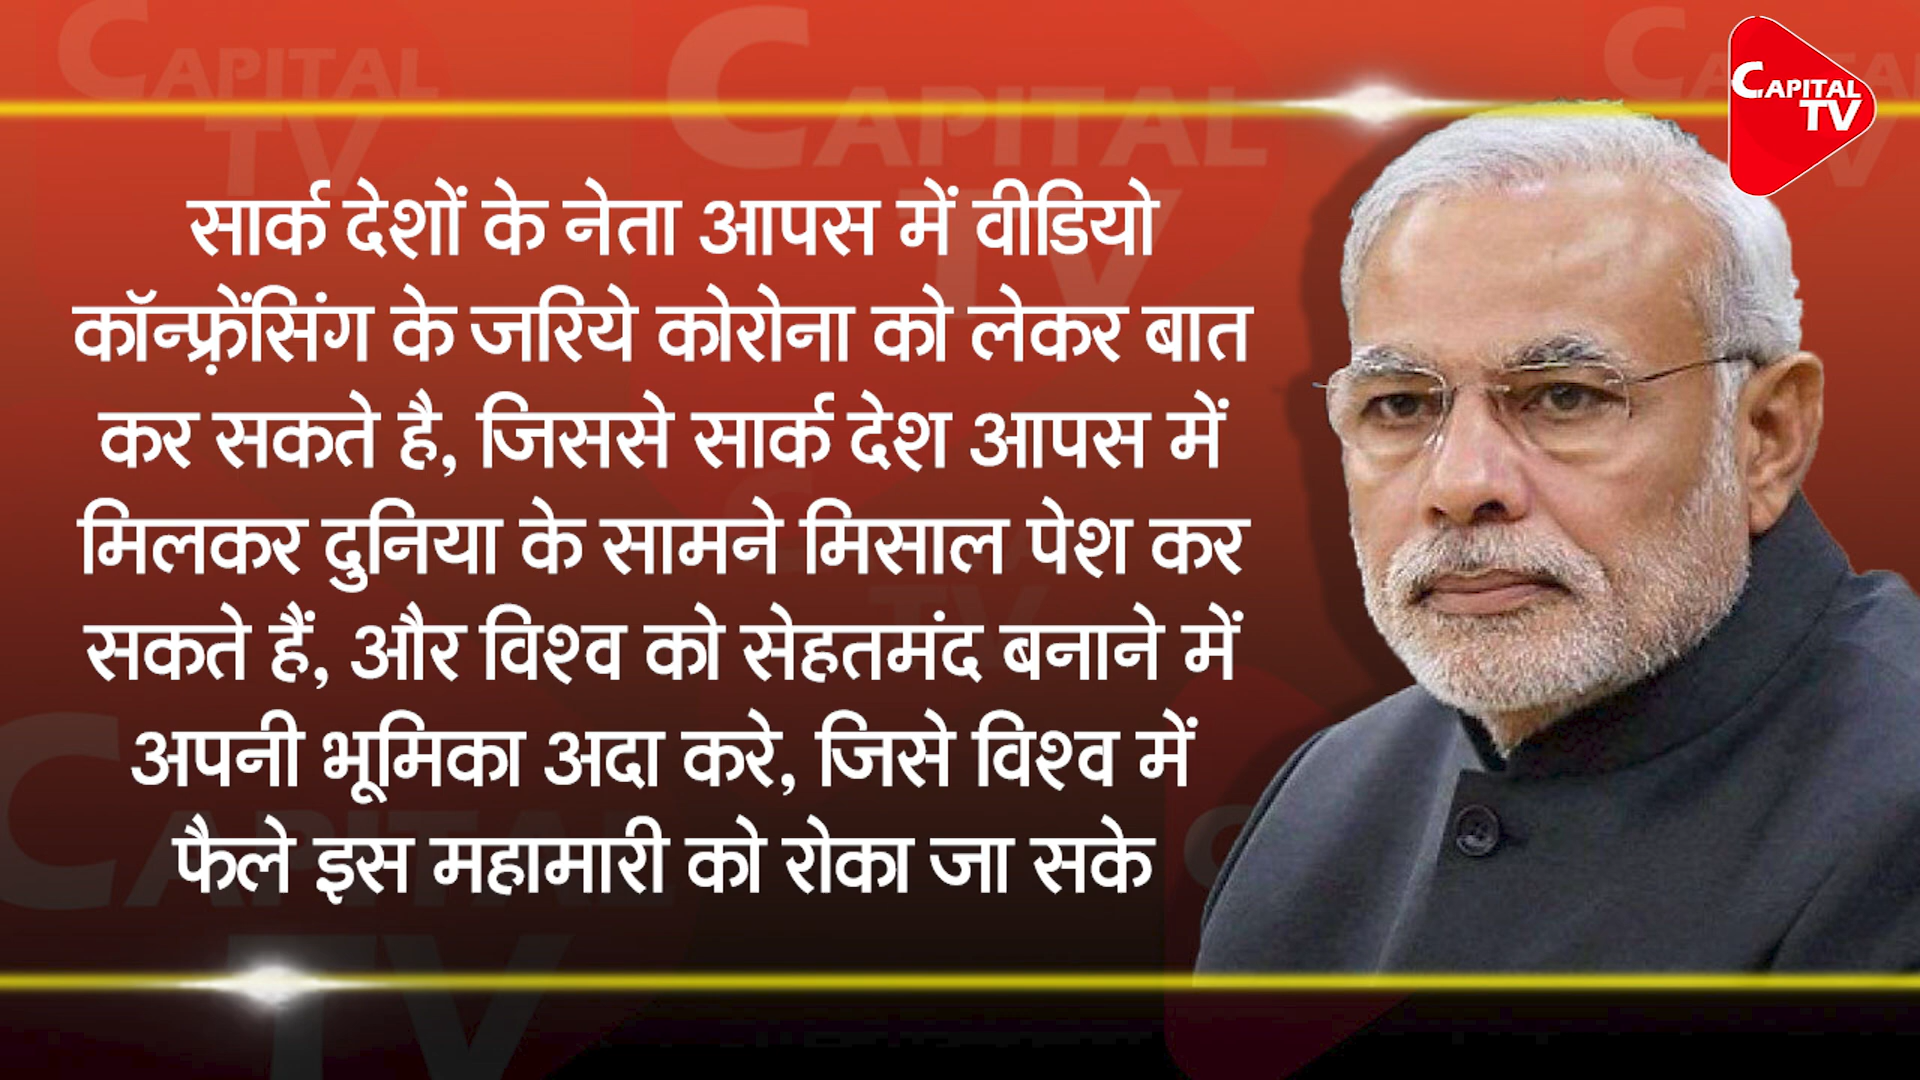 CAPITAL
TV
सार्क देशों के नेता आपस में वीडियो
कॉन्फ़्रेंसिंग के जरिये कोरोना को लेकर बात
कर सकते है, जिससे सार्क देश आपस में
मिलकर दुनिया के सामने मिसाल पेश कर
सकते हैं, और विश्व को सेहतमंद बनाने में
अपनी भूमिका अदा करे, जिसे विश्व में
फैले इस महामारी को रोका जा सके